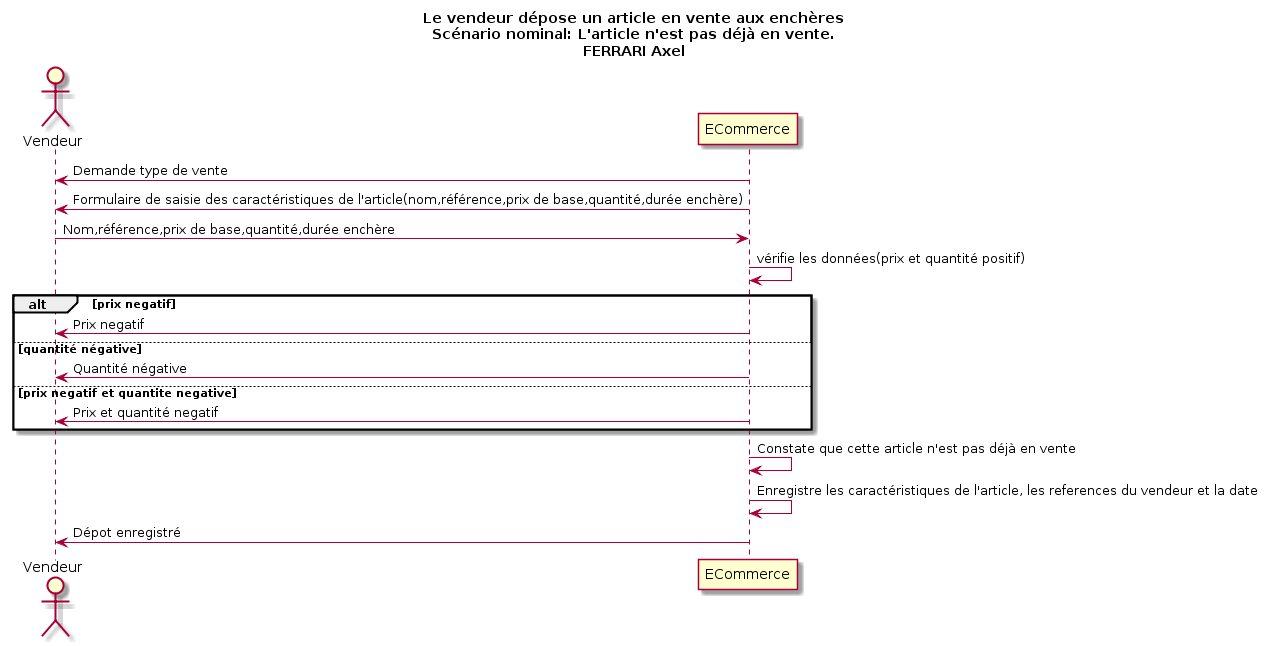 Le vendeur dépose un article en vente aux enchères
Scénario nominal: L'article n'est pas déjà en vente.
FERRARI Axel
Vendeur
ECommerce
Demande type de vente
Formulaire de saisie des caractéristiques de l'article(nom,référence,prix de base,quantité,durée enchère)
Nom,référence,prix de base,quantité,durée enchère
vérifie les données(prix et quantité positif)
alt [prix negatif]
Prix negatif
[quantité négative]
Quantité négative
[prix negatif et quantite negative]
Prix et quantité negatif
Constate que cette article n'est pas déjà en vente
Enregistre les caractéristiques de l'article, les references du vendeur et la date
Dépot enregistré
Vendeur
ECommerce